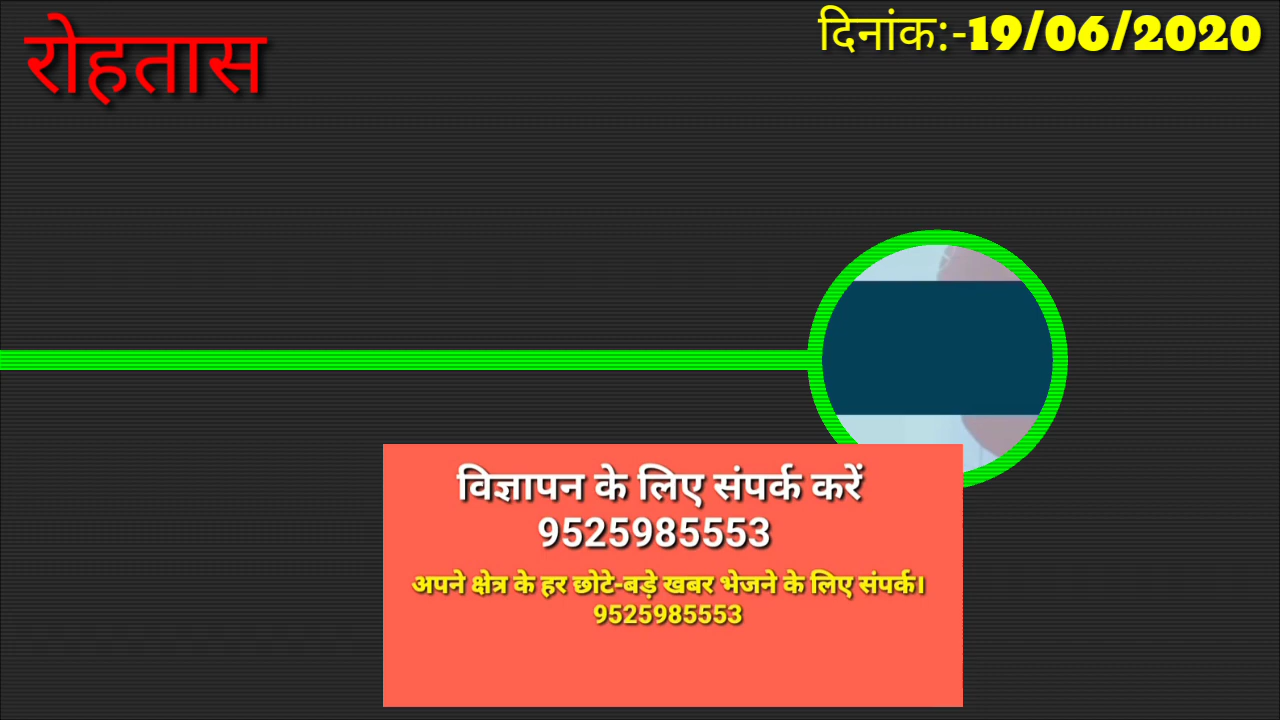 रोहतास
दिनांक:-19/06/2020
विज्ञापन के लिए संपर्क करें
9525985553
अपने क्षेत्र के हर छोटे-बड़े खबर भेजने के लिए संपर्क।
9525985553